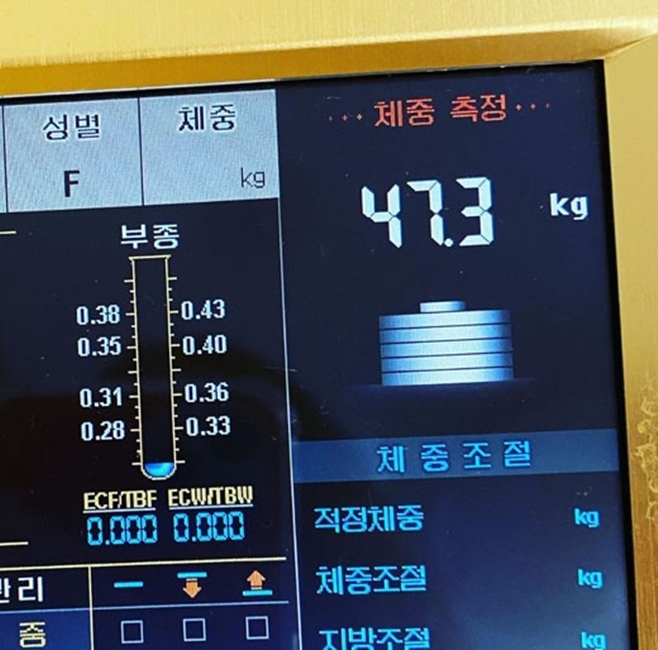 성별 체중
F kg
부종
0.38 0.43
0.35 0.40
0.31 0.36
0.28 0.33
ECF/TBF ECW/TBW
0.000 0.000
관리
줌
··· 체중 측정 ···
47.3 kg
체 중 조 절
적정체중 kg
체중조절 kg
지방조절 kg